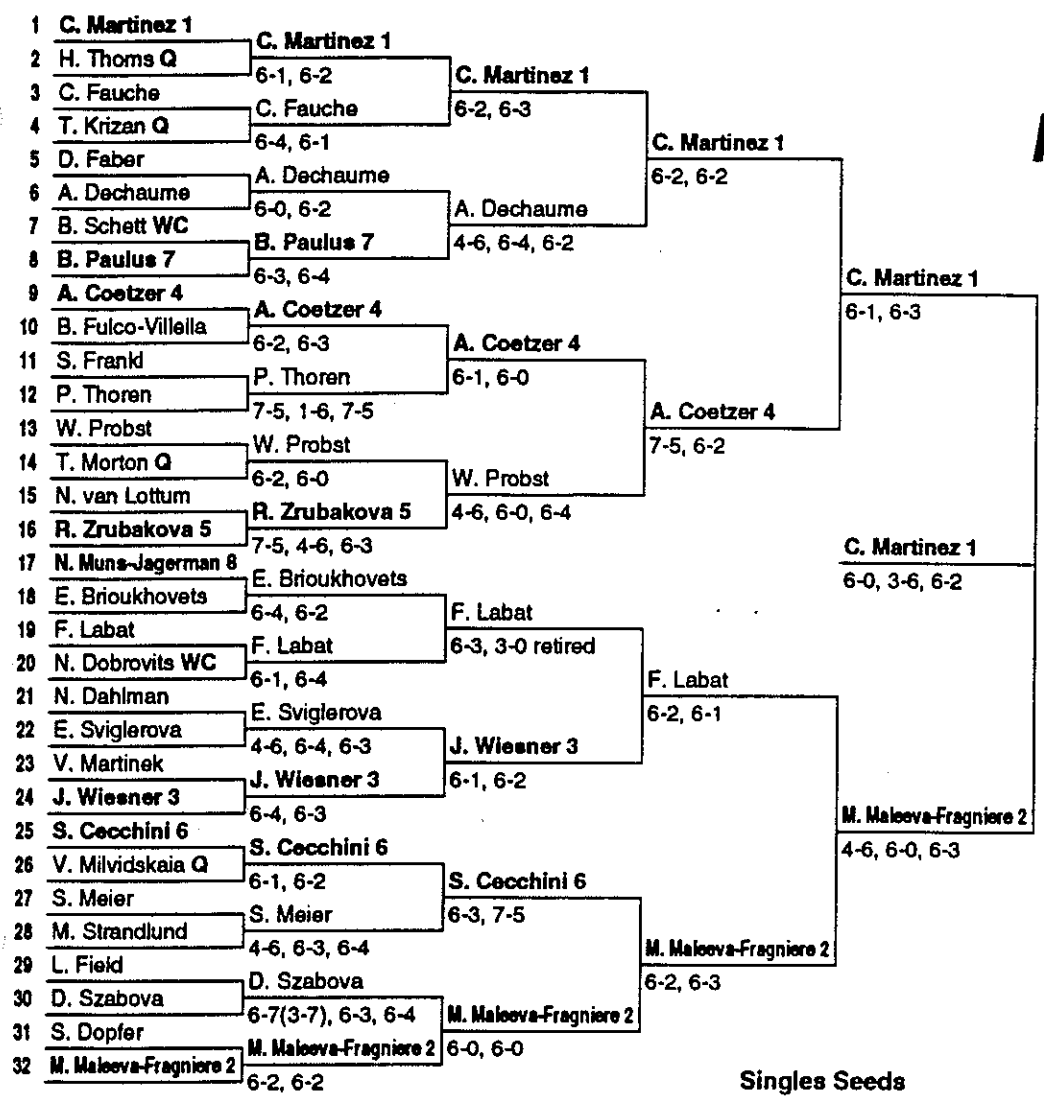 1 C. Martinez 1
2 H. Thoms Q
3 C. Fauche
4 T. Krizan Q
5 D. Faber
6 A. Dechaume
7 B. Schett WC
8 B. Paulus 7
9 A. Coetzer 4
10 B. Fulco-Villella
11 S. Frankl
12 P. Thoren
13 W. Probst
14 T. Morton Q
15 N. van Lottum
16 R. Zrubakova 5
17 N. Muns-Jagerman 8
18 E. Brioukhovets
19 F. Labat
20 N. Dobrovits WC
21 N. Dahlman
22 E. Sviglerova
23 V. Martinek
24 J. Wiesner 3
25 S. Cecchini 6
26 V. Milvidskaia Q
27 S. Meier
28 M. Strandlund
29 L. Field
30 D. Szabova
31 S. Dopfer
32 M. Maleeva-Fragniere 2
C. Martinez 1
6-1, 6-2
C. Fauche
6-4, 6-1
A. Dechaume
6-0, 6-2
B. Paulus 7
6-3, 6-4
A. Coetzer 4
6-2, 6-3
P. Thoren
7-5, 1-6, 7-5
W. Probst
6-2, 6-0
R. Zrubakova 5
7-5, 4-6, 6-3
E. Brioukhovets
6-4, 6-2
F. Labat
6-1, 6-4
E. Sviglerova
4-6, 6-4, 6-3
J. Wiesner 3
6-4, 6-3
S. Cecchini 6
6-1, 6-2
S. Meier
4-6, 6-3, 6-4
D. Szabova
6-7(3-7), 6-3, 6-4
M. Maleeva-Fragniere 2
6-2, 6-2
C. Martinez 1
6-2, 6-3
A. Dechaume
4-6, 6-4, 6-2
A. Coetzer 4
6-1, 6-0
W. Probst
4-6, 6-0, 6-4
F. Labat
6-3, 3-0 retired
J. Wiesner 3
6-1, 6-2
S. Cecchini 6
6-3, 7-5
M. Maleeva-Fragniere 2
6-0, 6-0
C. Martinez 1
6-2, 6-2
A. Coetzer 4
7-5, 6-2
F. Labat
6-2, 6-1
M. Maleeva-Fragniere 2
6-2, 6-3
C. Martinez 1
6-1, 6-3
M. Maleeva-Fragniere 2
4-6, 6-0, 6-3
C. Martinez 1
6-0, 3-6, 6-2
Singles Seeds